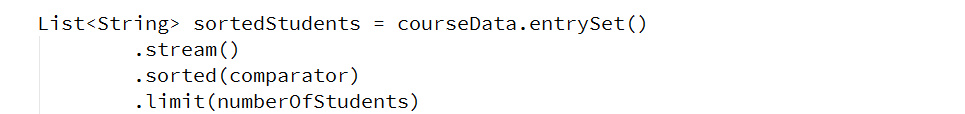 List<String> sortedStudents = courseData.entrySet()
        .stream()
        .sorted(comparator)
        .limit(numberOfStudents)